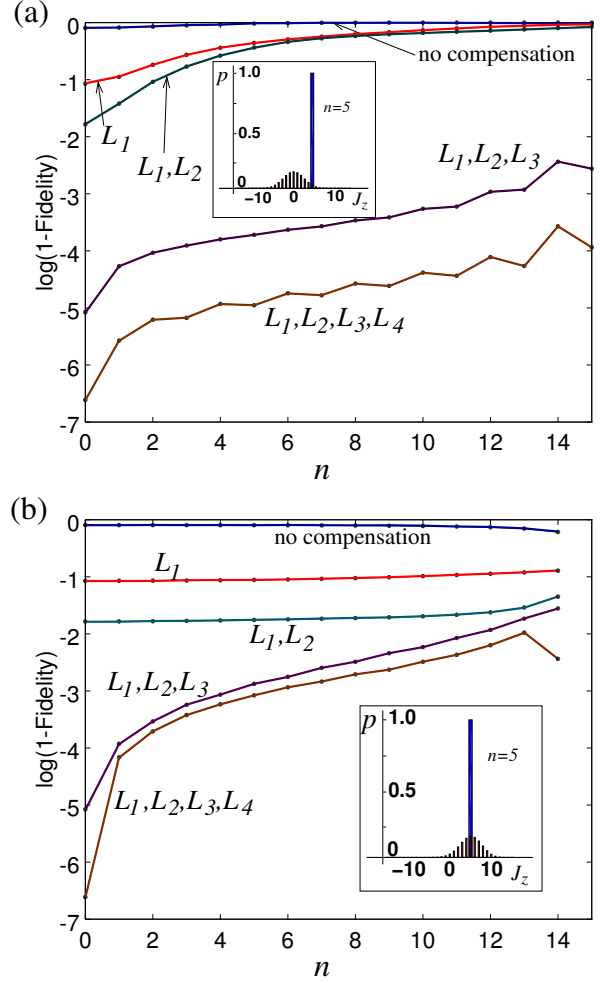 (a)
0
-1
-2
-3
-4
-5
-6
-7
log(1-Fidelity)
no compensation
L1
L1,L2
p
1.0
0.5
0
n=5
-10 0 10 Jz
L1,L2,L3
L1,L2,L3,L4
0 2 4 6 8 10 12 14
n
(b)
0
-1
-2
-3
-4
-5
-6
-7
log(1-Fidelity)
no compensation
L1
L1,L2
L1,L2,L3
L1,L2,L3,L4
p
1.0
0.5
0
n=5
-10 0 10 Jz
0 2 4 6 8 10 12 14
n